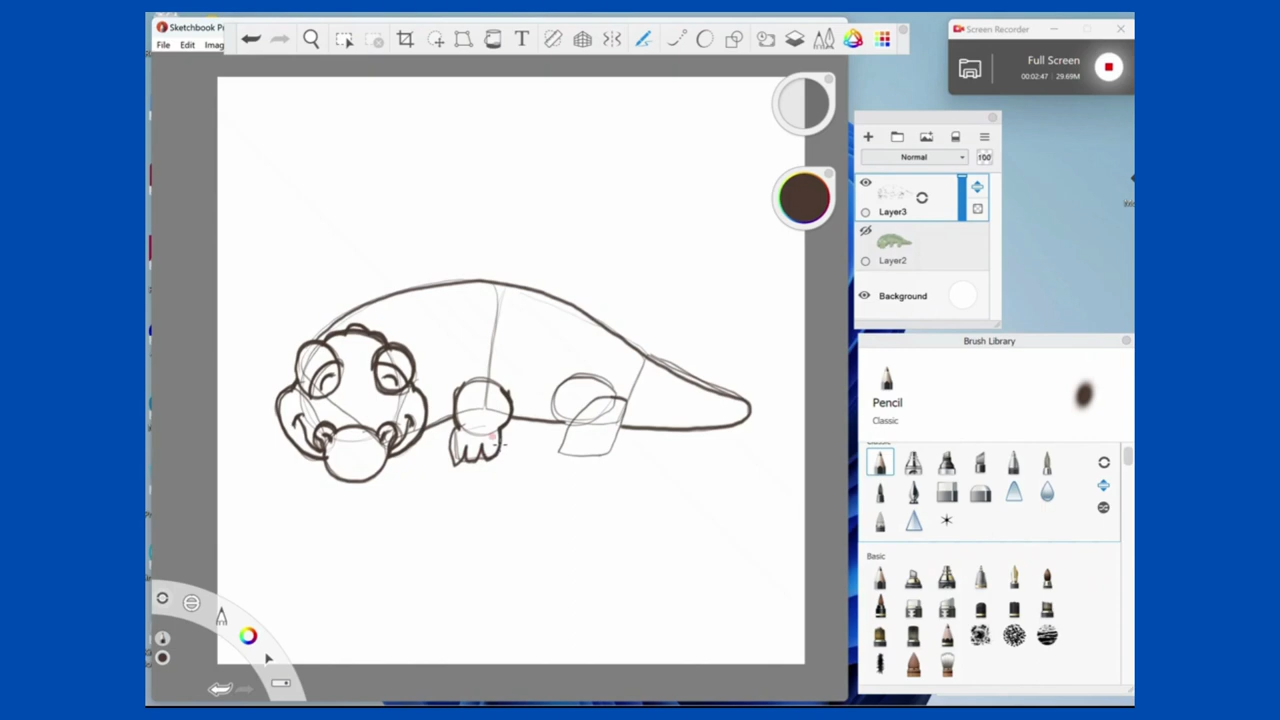 Sketchbook P
File Edit Imag
T
Screen Recorder
Full Screen
00:02:47 | 29.69M
Normal
100
Layer3
Layer2
Background
Brush Library
Pencil
Classic
Basic